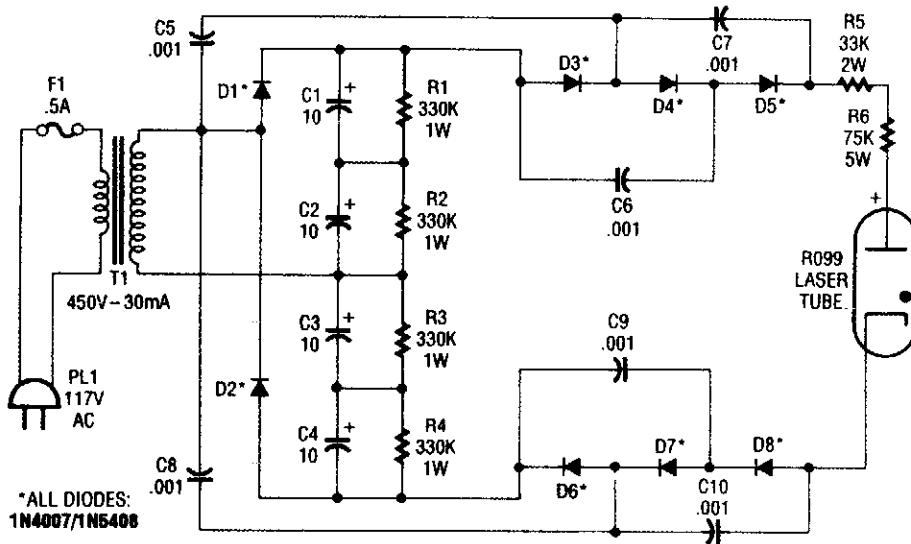 C5
.001
C7
.001
R5
33K
2W
F1
.5A
D1*
C1
10
+
R1
330K
1W
D3*
D4*
D5*
R6
75K
5W
C6
.001
C2
10
+
R2
330K
1W
+
T1
450V-30mA
R099
LASER
TUBE
C3
10
+
R3
330K
1W
C9
.001
PL1
117V
AC
D2*
C4
10
+
R4
330K
1W
D7*
D8*
C8
.001
D6*
C10
.001
*ALL DIODES:
1N4007/1N5408